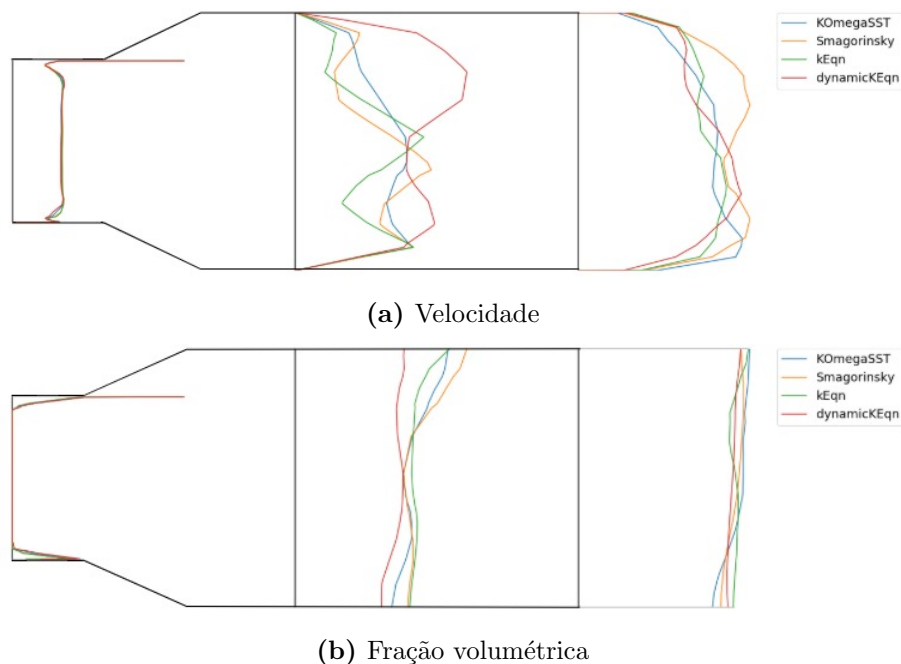 KOmegaSST
Smagorinsky
kEqn
dynamicKEqn
(a) Velocidade
KOmegaSST
Smagorinsky
kEqn
dynamicKEqn
(b) Fração volumétrica